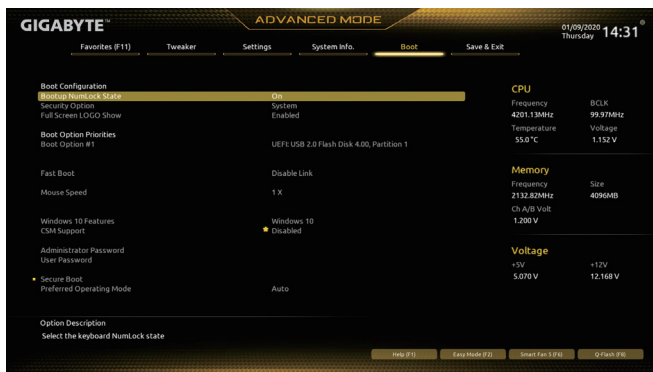 GIGABYTE™
ADVANCED MODE
01/09/2020 Thursday 14:31
Favorites (F11) Tweaker Settings System Info. Boot Save & Exit
Boot Configuration
Bootup NumLock State On
Security Option System
Full Screen LOGO Show Enabled
Boot Option Priorities
Boot Option #1 UEFI: USB 2.0 Flash Disk 4.00, Partition 1
Fast Boot Disable Link
Mouse Speed 1 X
Windows 10 Features Windows 10
CSM Support Disabled
Administrator Password
User Password
Secure Boot
Preferred Operating Mode Auto
CPU
Frequency BCLK
4201.13MHz 99.97MHz
Temperature Voltage
55.0 °C 1.152 V
Memory
Frequency Size
2132.82MHz 4096MB
Ch A/B Volt
1.200 V
Voltage
+5V +12V
5.070 V 12.168 V
Option Description
Select the keyboard NumLock state
Help (F1) Easy Mode (F2) Smart Fan 5 (F6) Q-Flash (F8)